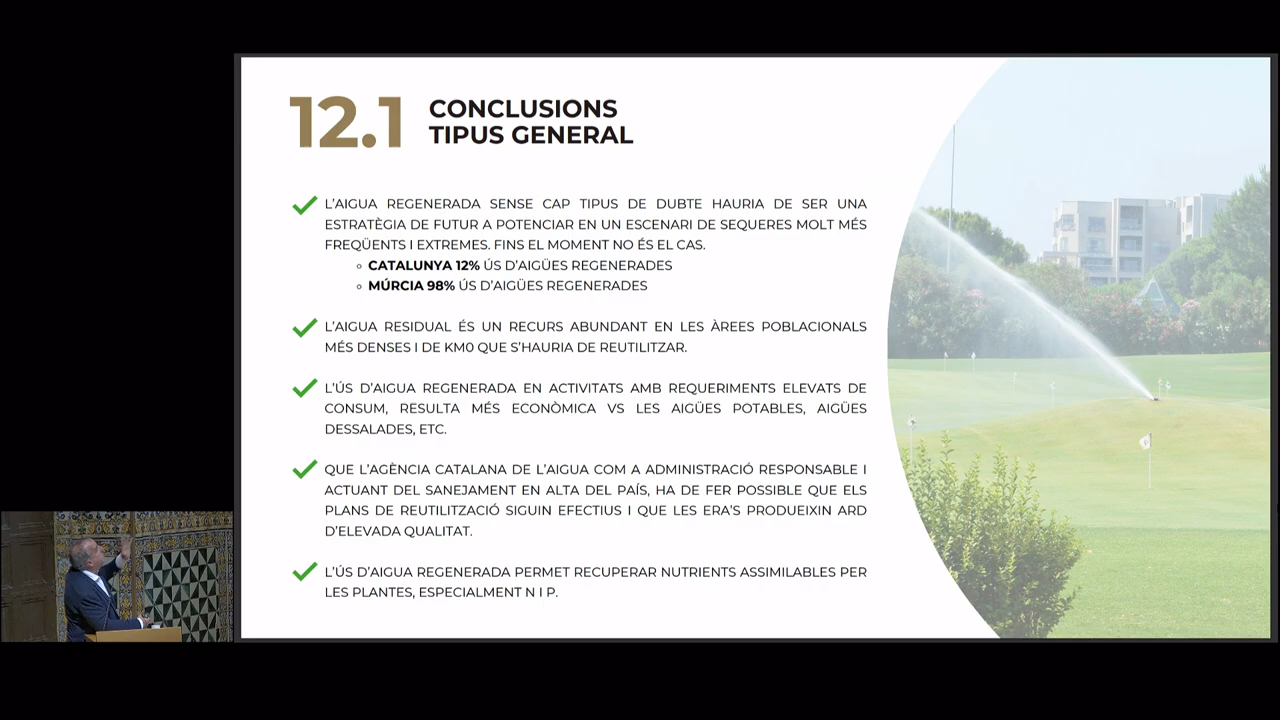 12.1
CONCLUSIONS
TIPUS GENERAL
L'AIGUA REGENERADA SENSE CAP TIPUS DE DUBTE HAURIA DE SER UNA
ESTRATÈGIA DE FUTUR A POTENCIAR EN UN ESCENARI DE SEQUERES MOLT MÉS
FREQÜENTS I EXTREMES. FINS EL MOMENT NO ÉS EL CAS.
CATALUNYA 12% ÚS D'AIGÜES REGENERADES
MÚRCIA 98% ÚS D'AIGÜES REGENERADES
L'AIGUA RESIDUAL ÉS UN RECURS ABUNDANT EN LES ÀREES POBLACIONALS
MÉS DENSES I DE KM0 QUE S'HAURIA DE REUTILITZAR.
L'ÚS D'AIGUA REGENERADA EN ACTIVITATS AMB REQUERIMENTS ELEVATS DE
CONSUM, RESULTA MÉS ECONÒMICA VS LES AIGÜES POTABLES, AIGÜES
DESSALADES, ETC.
QUE L'AGÈNCIA CATALANA DE L'AIGUA COM A ADMINISTRACIÓ RESPONSABLE I
ACTUANT DEL SANEJAMENT EN ALTA DEL PAÍS, HA DE FER POSSIBLE QUE ELS
PLANS DE REUTILITZACIÓ SIGUIN EFECTIUS I QUE LES ERA'S PRODUEIXIN ARD
D'ELEVADA QUALITAT.
L'ÚS D'AIGUA REGENERADA PERMET RECUPERAR NUTRIENTS ASSIMILABLES PER
LES PLANTES, ESPECIALMENT N I P.